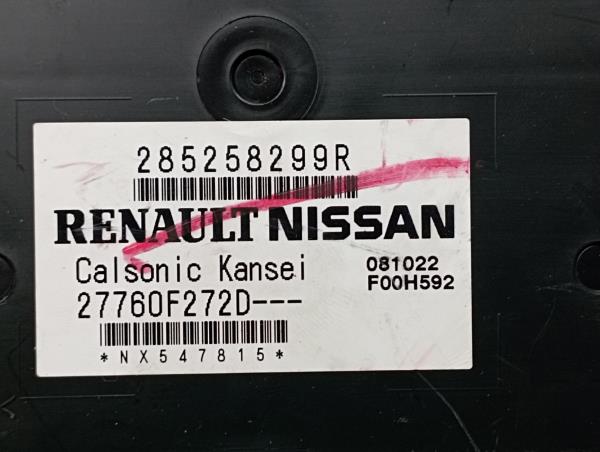 285258299R
RENAULT NISSAN
Calsonic Kansei 081022
27760F272D--- F00H592
*NX547815*